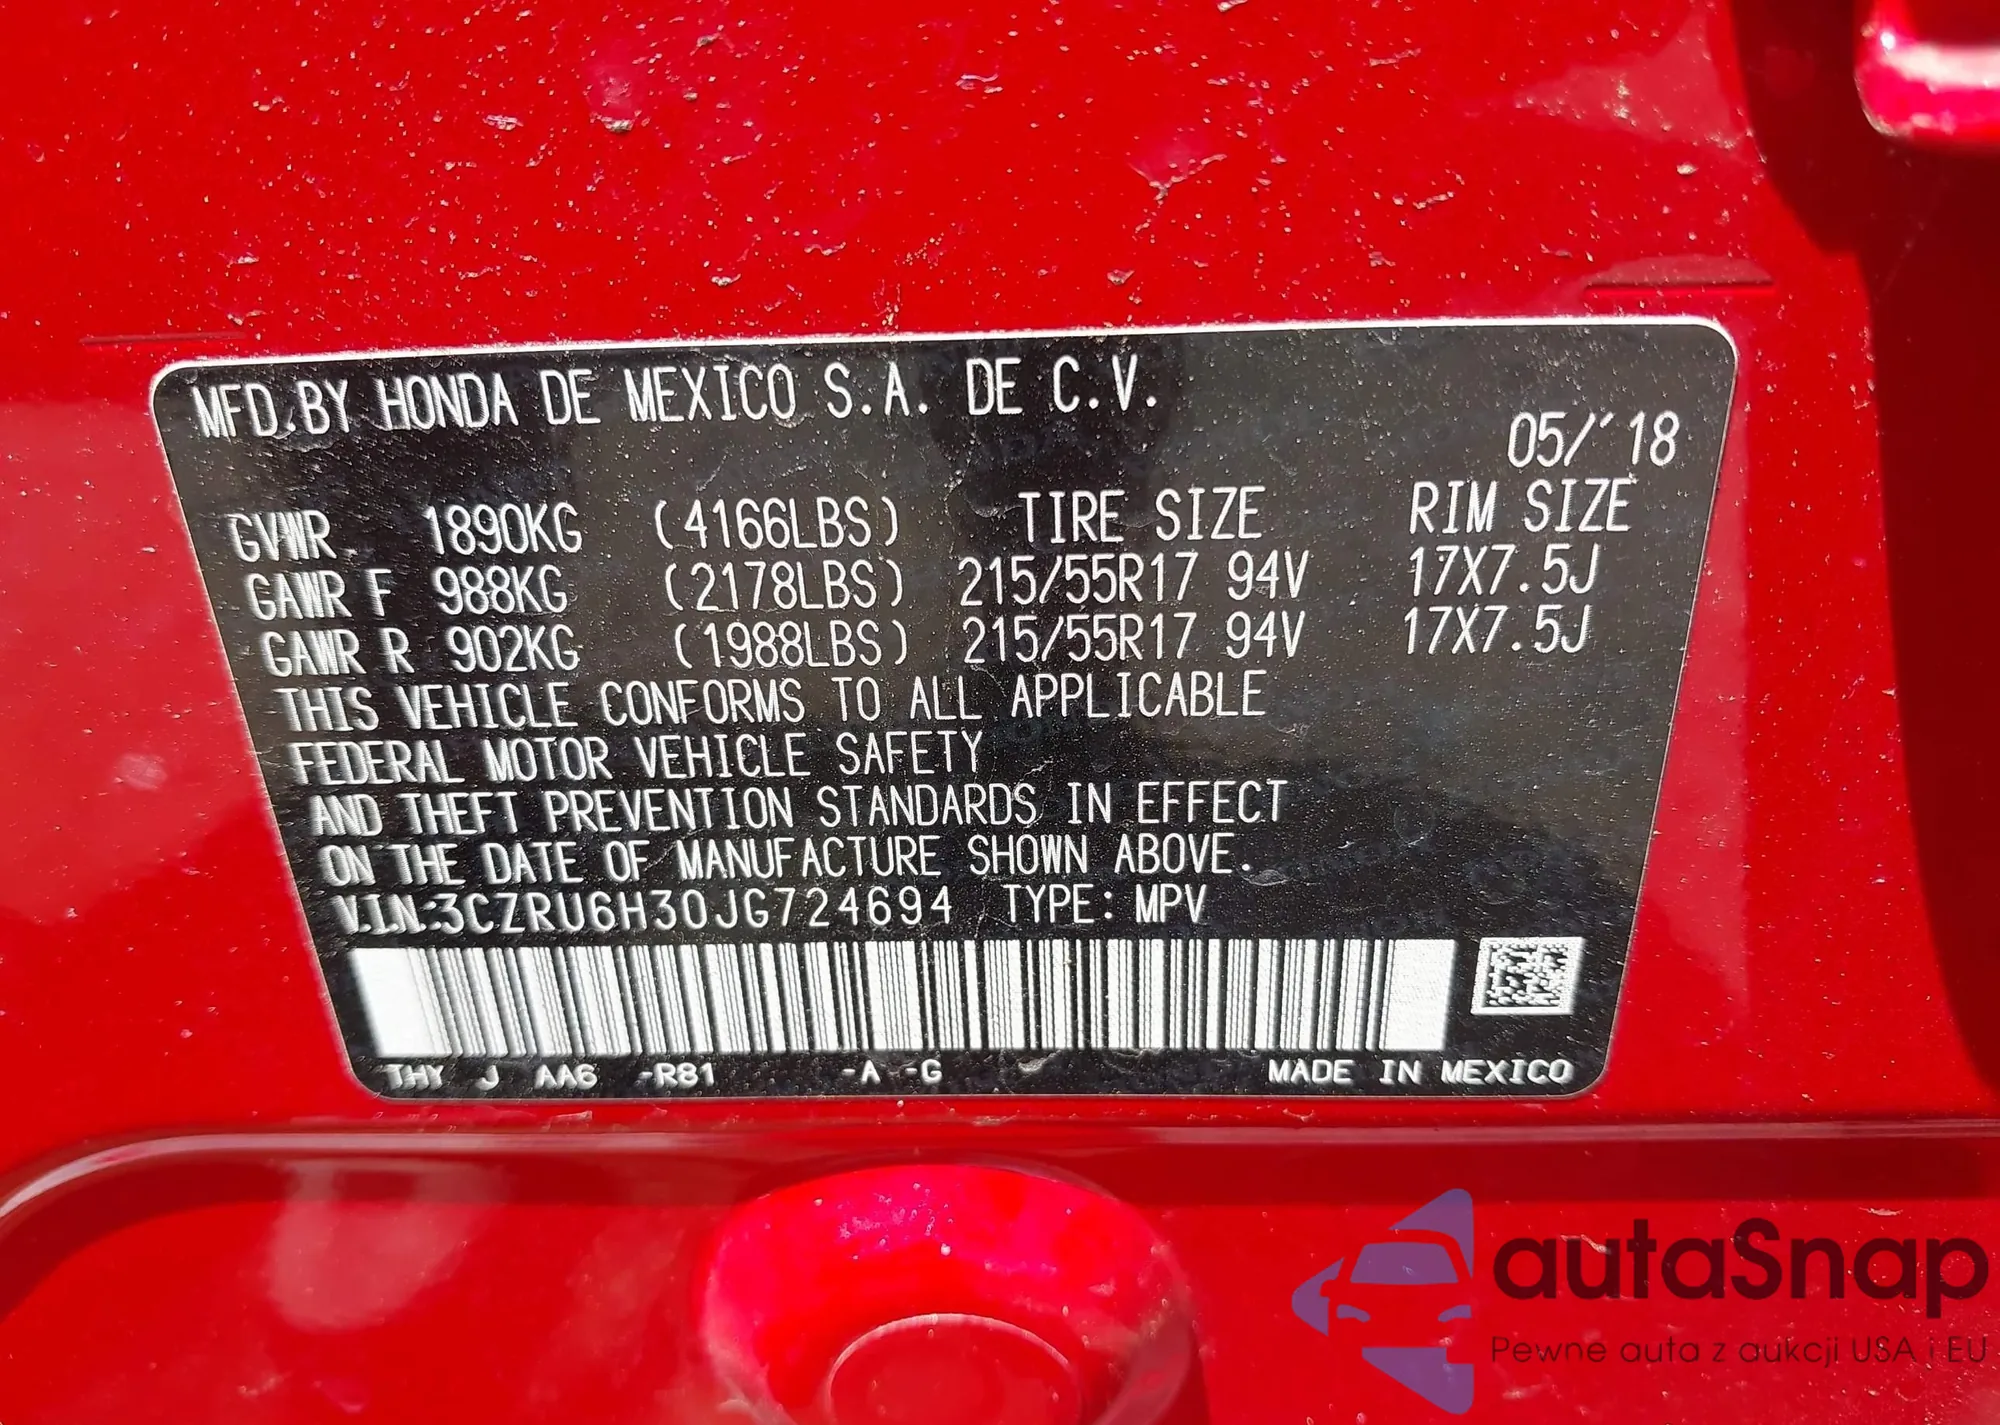 MFD. BY HONDA DE MEXICO S.A. DE C.V.
05/'18
GVWR 1890KG (4166LBS) TIRE SIZE RIM SIZE
GAWR F 988KG (2178LBS) 215/55R17 94V 17X7.5J
GAWR R 902KG (1988LBS) 215/55R17 94V 17X7.5J
THIS VEHICLE CONFORMS TO ALL APPLICABLE
FEDERAL MOTOR VEHICLE SAFETY
AND THEFT PREVENTION STANDARDS IN EFFECT
ON THE DATE OF MANUFACTURE SHOWN ABOVE.
V.I.N:3CZRU6H30JG724694 TYPE: MPV
THY J AA6 -R81 -A -G MADE IN MEXICO
autaSnap
Pewne auta z aukcji USA i EU